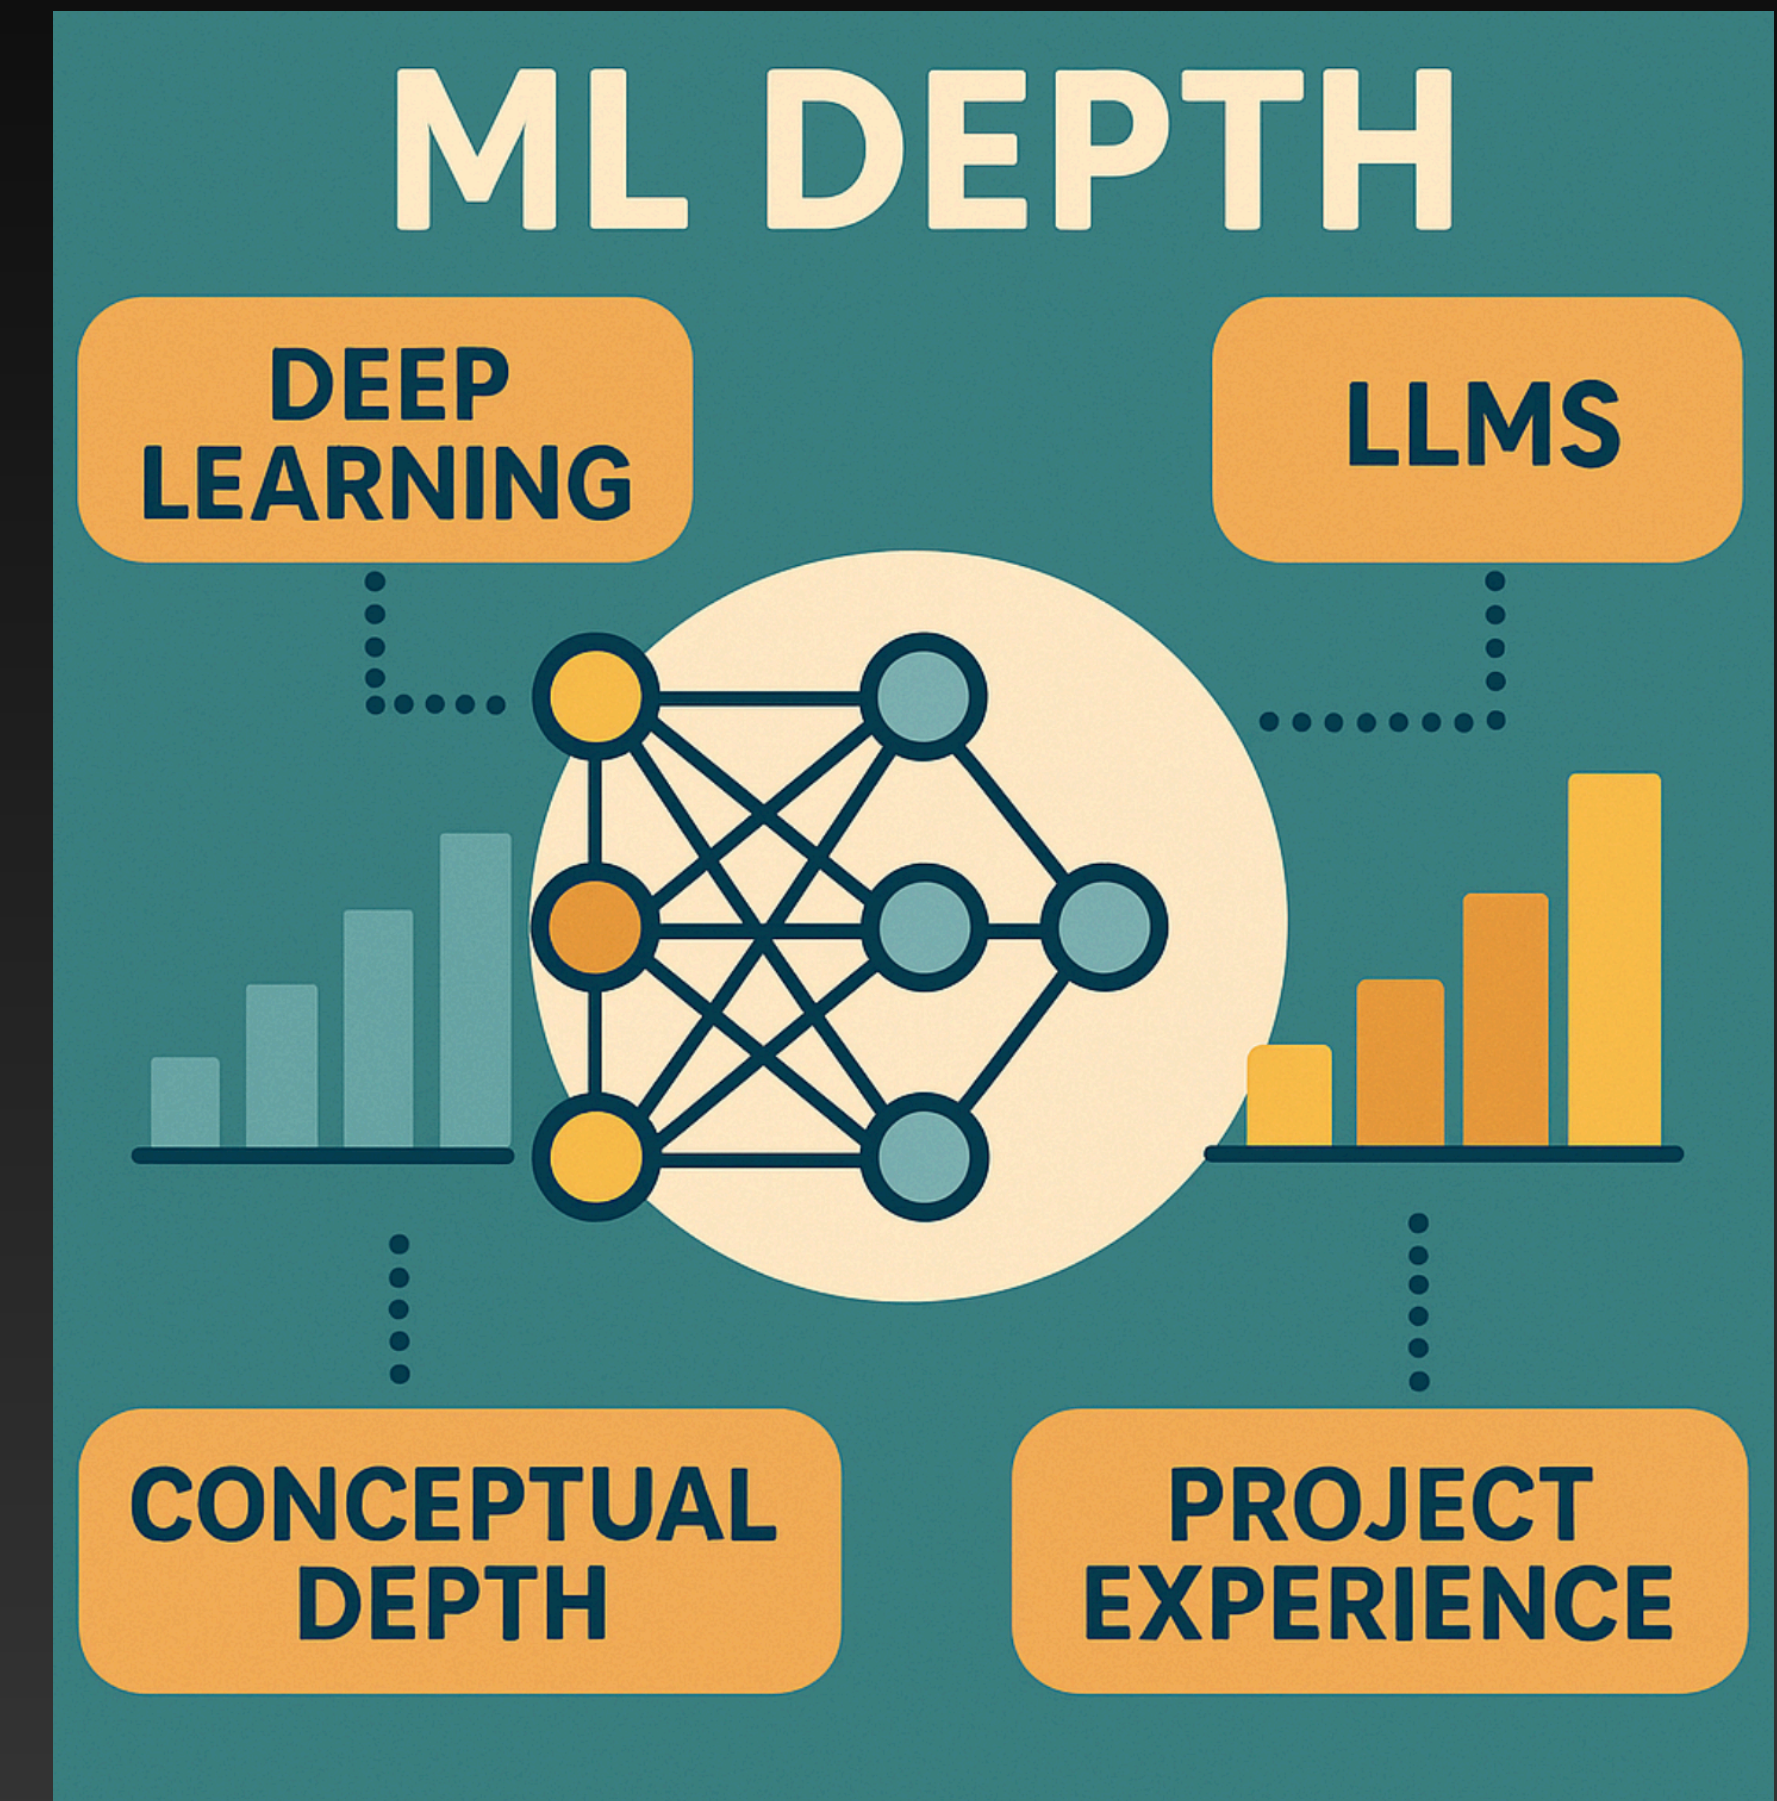 ML DEPTH
DEEP
LEARNING
LLMS
CONCEPTUAL
DEPTH
PROJECT
EXPERIENCE